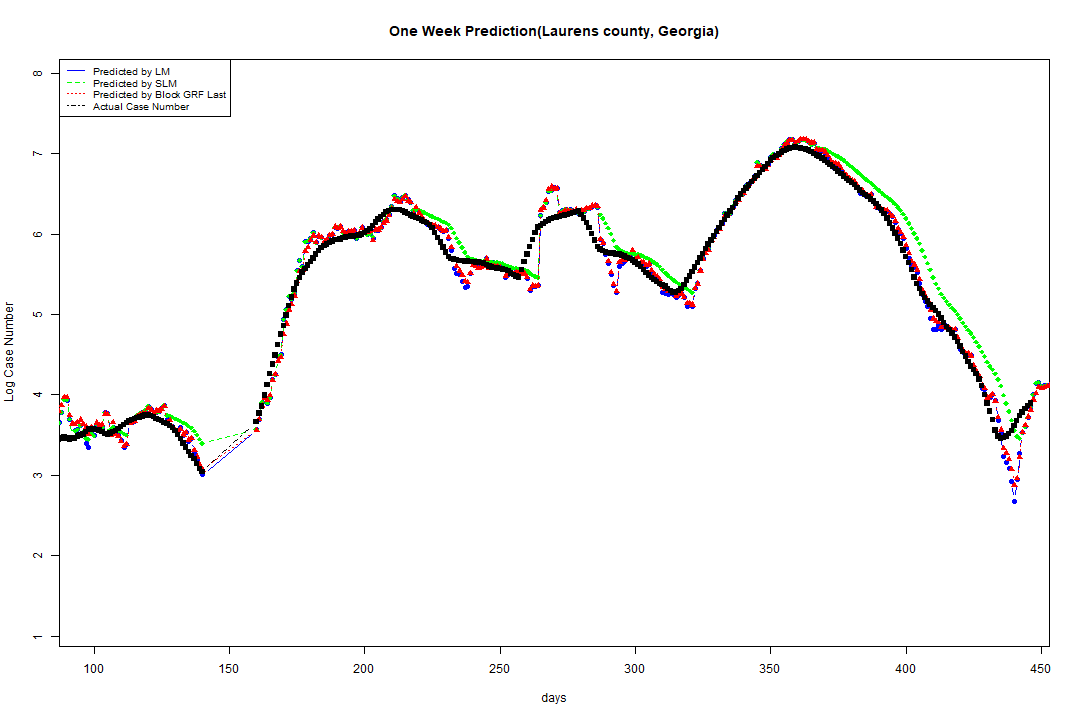 One Week Prediction(Laurens county, Georgia)
Predicted by LM
Predicted by SLM
Predicted by Block GRF Last
Actual Case Number
8
7
6
5
4
3
2
1
Log Case Number
100 150 200 250 300 350 400 450
days